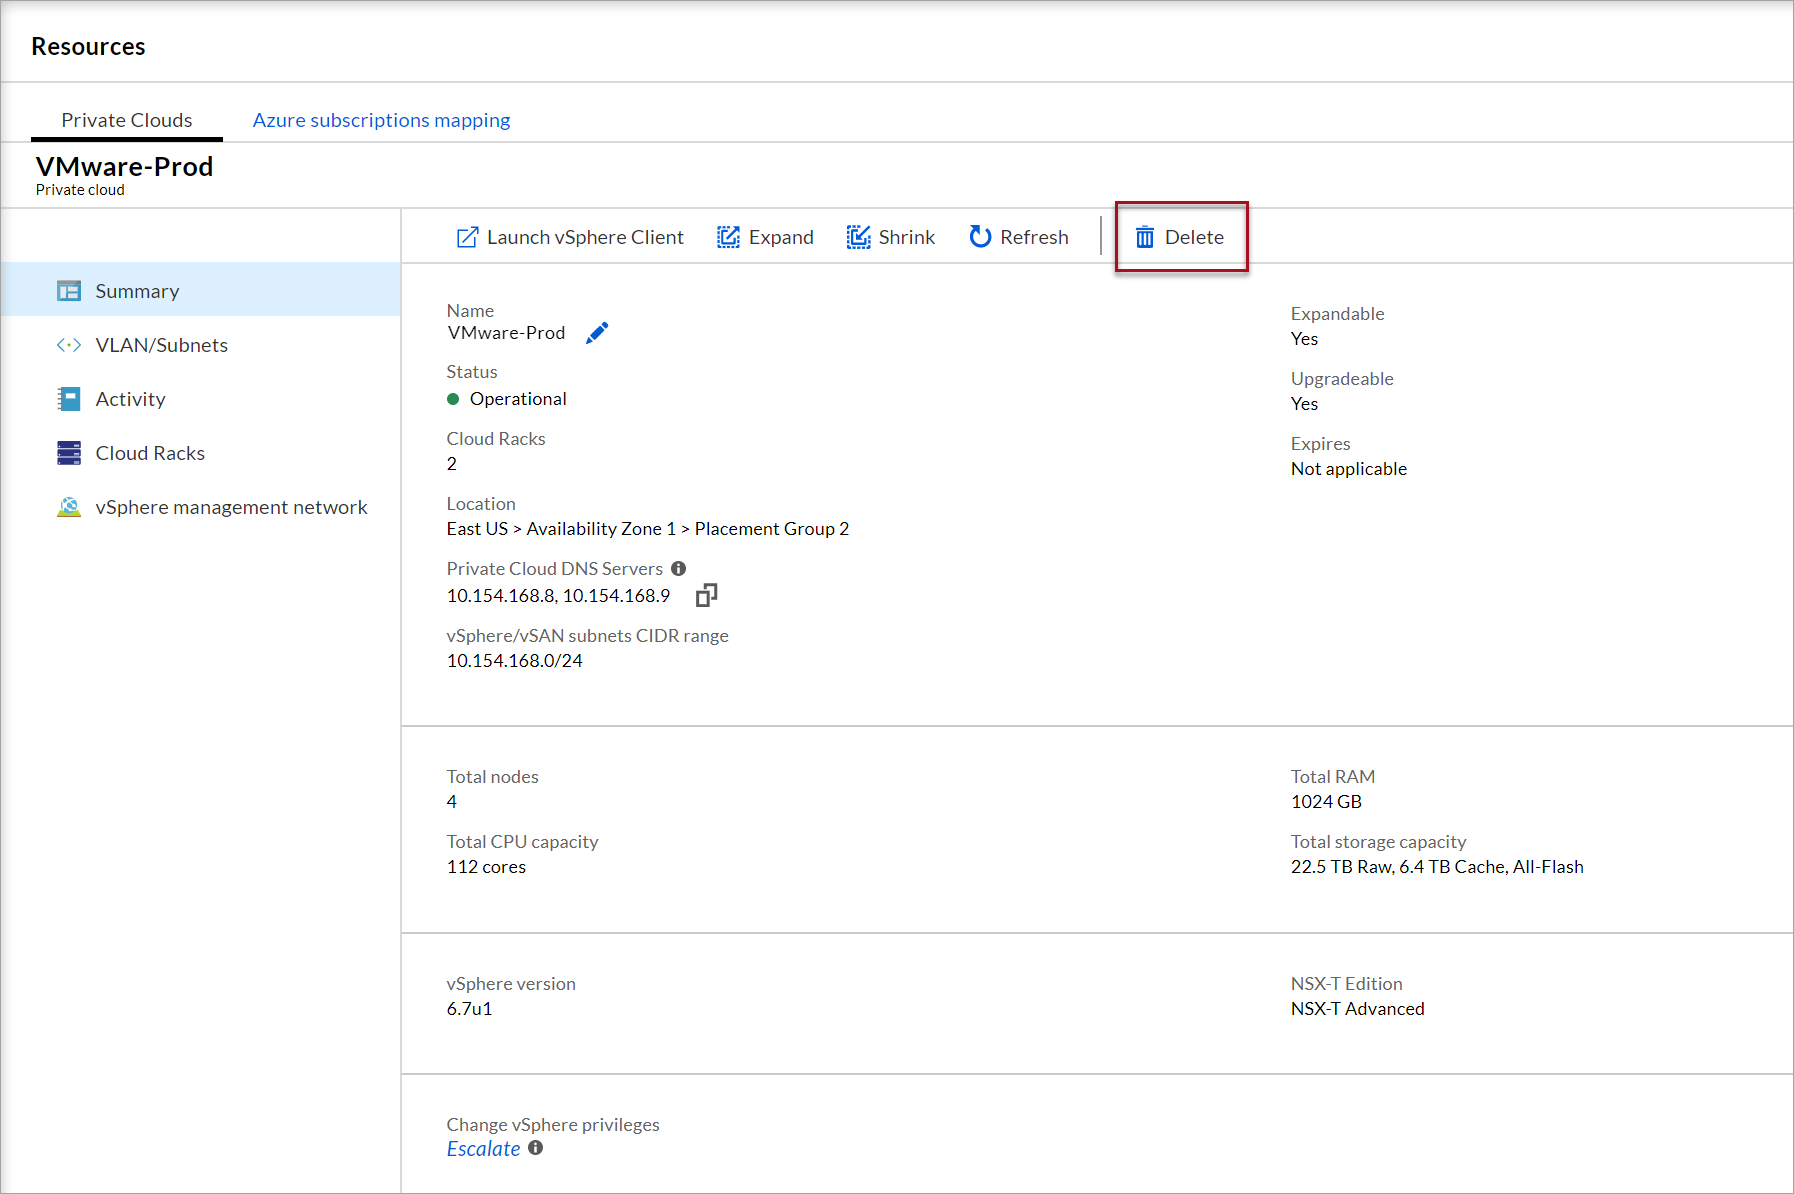 Resources
Private Clouds
Azure subscriptions mapping
VMware-Prod
Private cloud
Launch vSphere Client
Expand
Shrink
Refresh
Delete
Summary
VLAN/Subnets
Activity
Cloud Racks
vSphere management network
Name
VMware-Prod
Status
Operational
Cloud Racks
2
Location
East US > Availability Zone 1 > Placement Group 2
Private Cloud DNS Servers
10.154.168.8, 10.154.168.9
vSphere/vSAN subnets CIDR range
10.154.168.0/24
Expandable
Yes
Upgradeable
Yes
Expires
Not applicable
Total nodes
4
Total CPU capacity
112 cores
Total RAM
1024 GB
Total storage capacity
22.5 TB Raw, 6.4 TB Cache, All-Flash
vSphere version
6.7u1
NSX-T Edition
NSX-T Advanced
Change vSphere privileges
Escalate